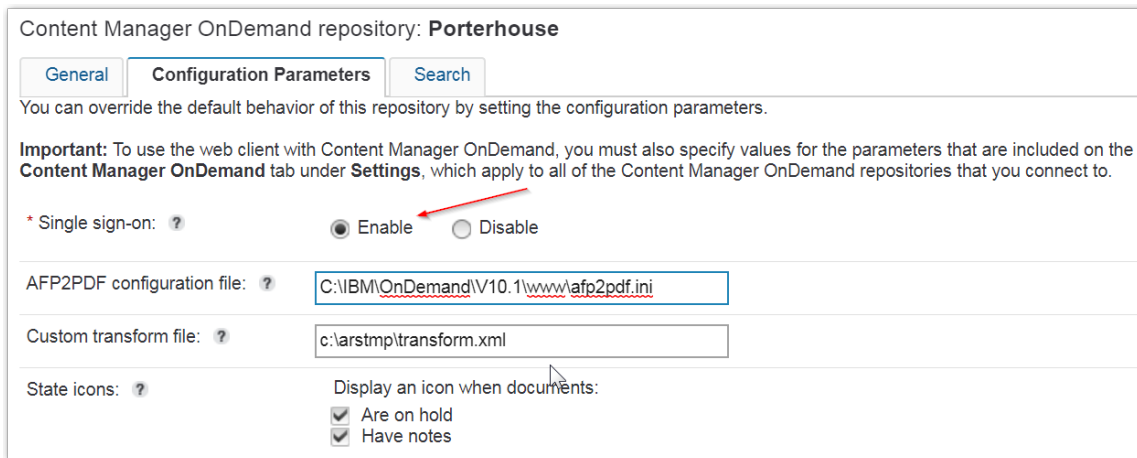 Content Manager OnDemand repository: Porterhouse
General Configuration Parameters Search
You can override the default behavior of this repository by setting the configuration parameters.
Important: To use the web client with Content Manager OnDemand, you must also specify values for the parameters that are included on the
Content Manager OnDemand tab under Settings, which apply to all of the Content Manager OnDemand repositories that you connect to.
* Single sign-on: ? Enable Disable
AFP2PDF configuration file: ? C:\IBM\OnDemand\V10.1\www\afp2pdf.ini
Custom transform file: ? c:\arstmp\transform.xml
State icons: ? Display an icon when documents:
Are on hold
Have notes